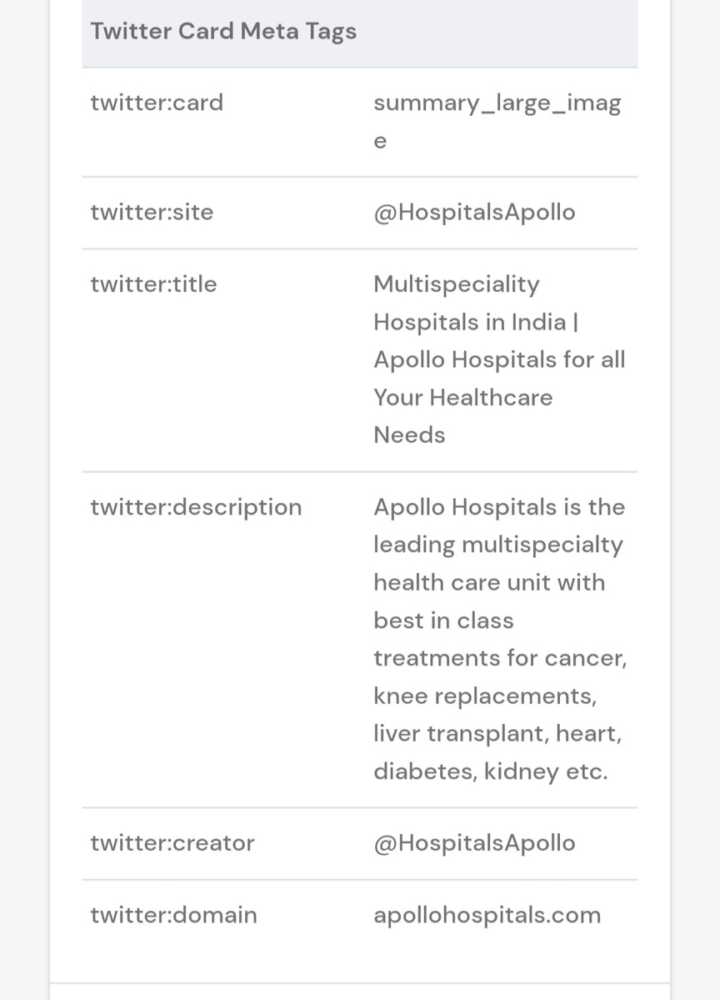 Twitter Card Meta Tags
twitter:card
summary_large_imag
e
twitter:site
@HospitalsApollo
twitter:title
Multispeciality
Hospitals in India |
Apollo Hospitals for all
Your Healthcare
Needs
twitter:description
Apollo Hospitals is the
leading multispecialty
health care unit with
best in class
treatments for cancer,
knee replacements,
liver transplant, heart,
diabetes, kidney etc.
twitter:creator
@HospitalsApollo
twitter:domain
apollohospitals.com